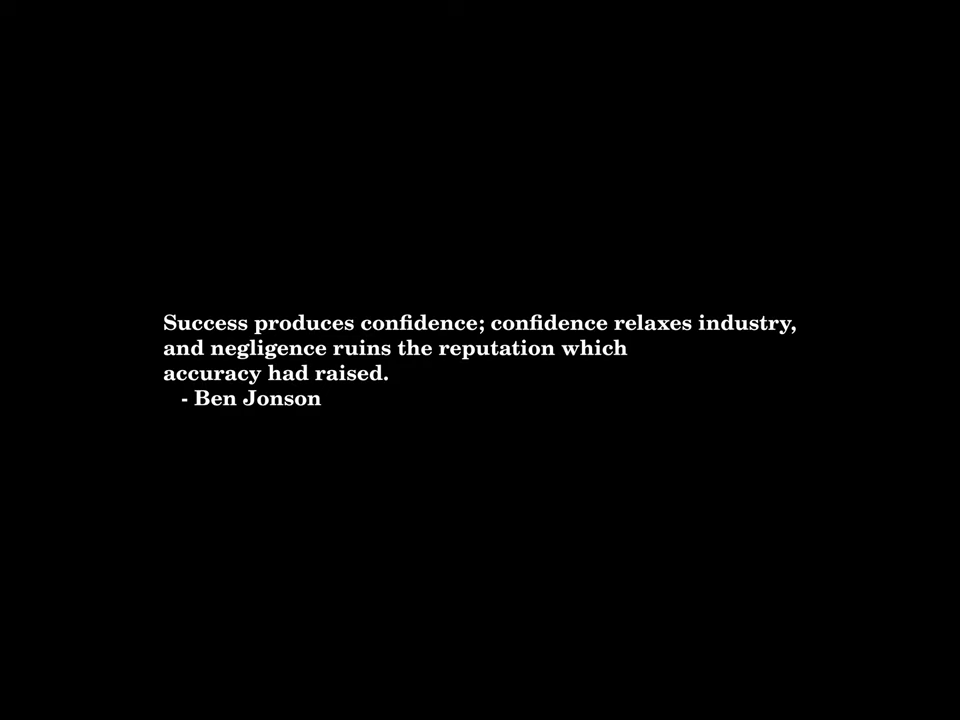 Success produces confidence; confidence relaxes industry,
and negligence ruins the reputation which
accuracy had raised.
- Ben Jonson